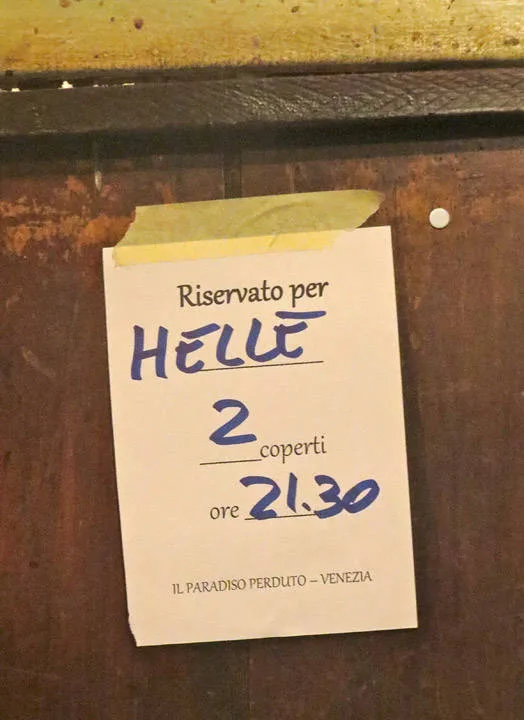 Riservato per
HELLE
2 coperti
ore 21.30
IL PARADISO PERDUTO – VENEZIA